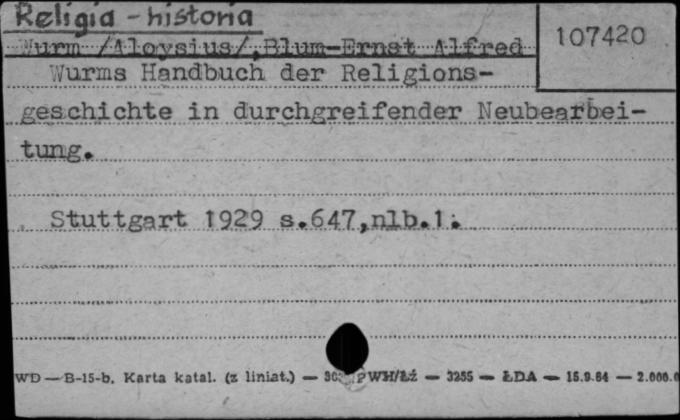 Religia - historia
107420
Wurm /Aloysius/,Blum-Ernst Alfred
Wurms Handbuch der Religions-
geschichte in durchgreifender Neubearbei-
tung.
Stuttgart 1929 s.647,nlb.1.
WD — B-15-b. Karta katal. (z liniat.) — PWH/Łż — 3255 — ŁDA — 15.9.64 — 2.000.0